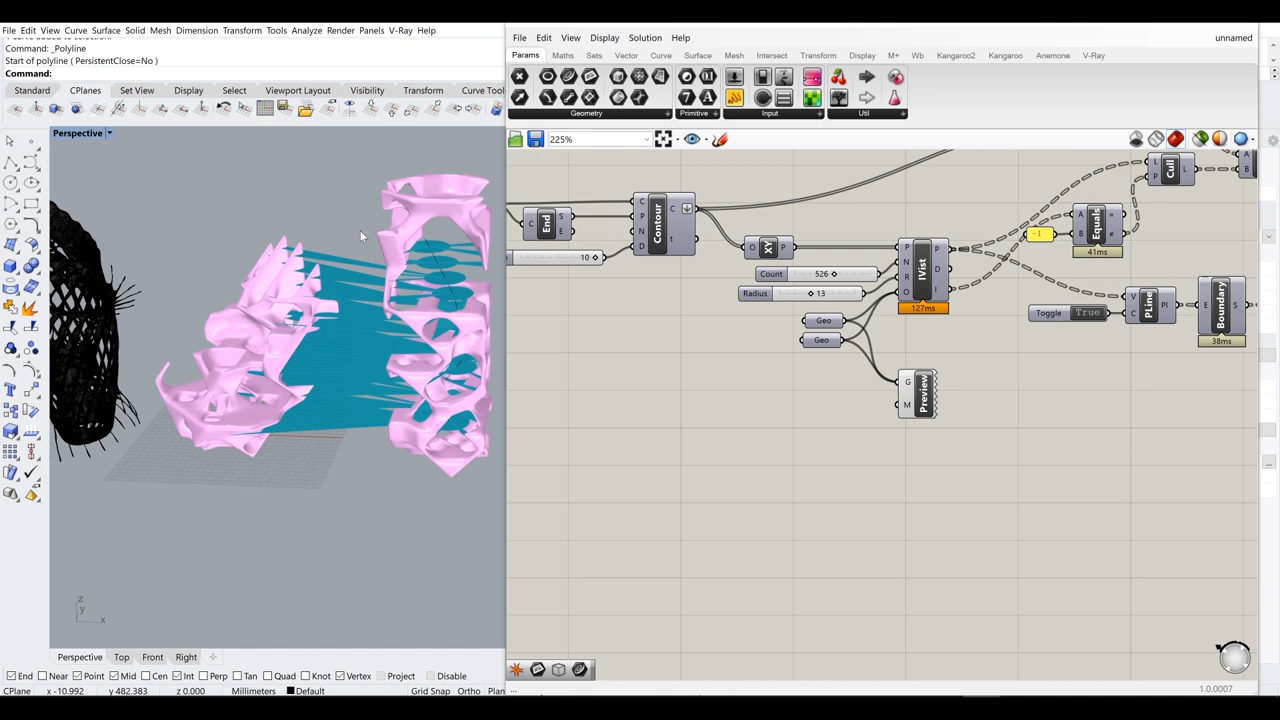 File Edit View Curve Surface Solid Mesh Dimension Transform Tools Analyze Render Panels V-Ray Help
Command: _Polyline
Start of polyline ( PersistentClose=No )
Command:
Standard CPlanes Set View Display Select Viewport Layout Visibility Transform Curve Tool
Perspective
z
y
x
Perspective Top Front Right
End Near Point Mid Cen Int Perp Tan Quad Knot Vertex Project Disable
CPlane x -10.992 y 482.383 z 0.000 Millimeters Default Grid Snap Ortho Plan
File Edit View Display Solution Help unnamed
Params Maths Sets Vector Curve Surface Mesh Intersect Transform Display M+ Wb Kangaroo2 Kangaroo Anemone V-Ray
Geometry Primitive Input Util
225%
C End S E
C P N D Contour C t
10
O XY P
Count 526
Radius 13
Geo
Geo
P N R O IVist P D I
127ms
G M Preview
-1
A B Equals = ≠
41ms
L P Cull L
A
B
Toggle True
V C PLine Pl
E Boundary S
38ms
...
1.0.0007